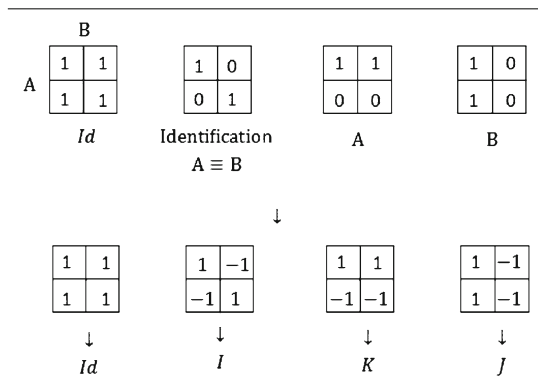 B
1 1 1 0 1 1 1 0
A
1 1 0 1 0 0 1 0
Id Identification A B
A ≡ B
↓
1 1 1 −1 1 1 1 −1
1 1 −1 1 −1 −1 1 −1
↓ ↓ ↓ ↓
Id I K J